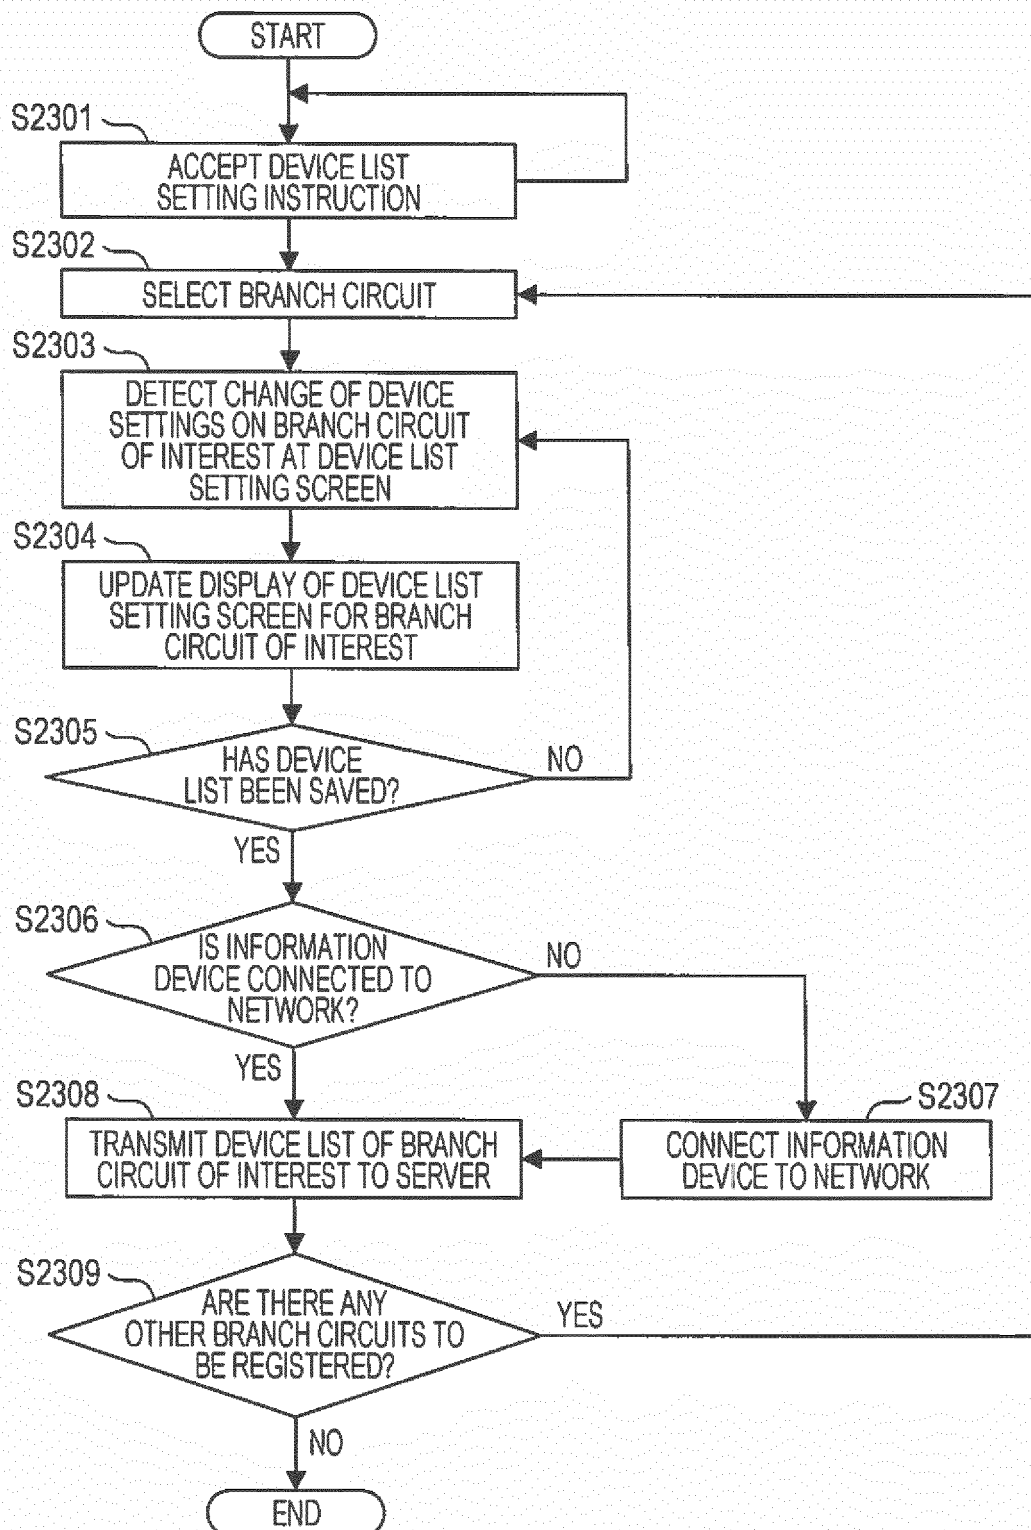 START
S2301
ACCEPT DEVICE LIST
SETTING INSTRUCTION
S2302
SELECT BRANCH CIRCUIT
S2303
DETECT CHANGE OF DEVICE
SETTINGS ON BRANCH CIRCUIT
OF INTEREST AT DEVICE LIST
SETTING SCREEN
S2304
UPDATE DISPLAY OF DEVICE LIST
SETTING SCREEN FOR BRANCH
CIRCUIT OF INTEREST
S2305
HAS DEVICE
LIST BEEN SAVED?
NO
YES
S2306
IS INFORMATION
DEVICE CONNECTED TO
NETWORK?
NO
YES
S2308
TRANSMIT DEVICE LIST OF BRANCH
CIRCUIT OF INTEREST TO SERVER
S2307
CONNECT INFORMATION
DEVICE TO NETWORK
S2309
ARE THERE ANY
OTHER BRANCH CIRCUITS TO
BE REGISTERED?
YES
NO
END